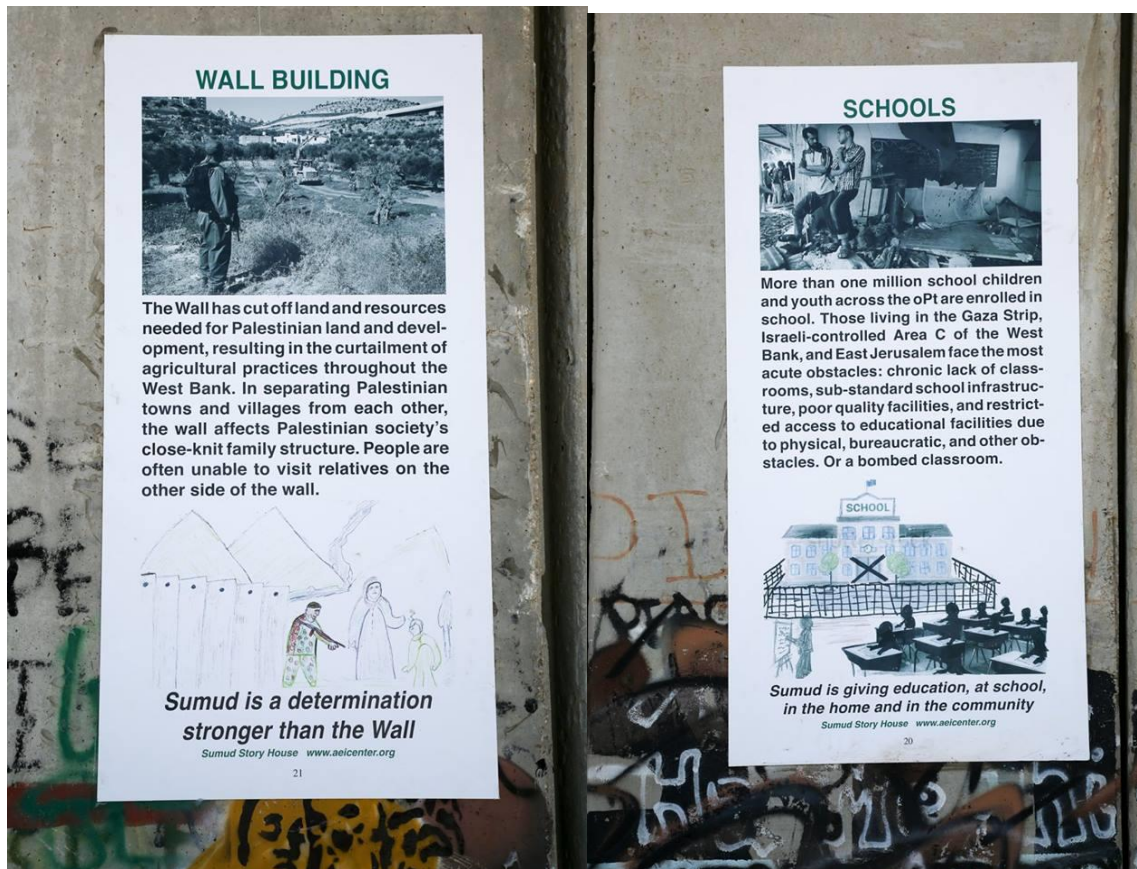 WALL BUILDING
The Wall has cut off land and resources
needed for Palestinian land and devel-
opment, resulting in the curtailment of
agricultural practices throughout the
West Bank. In separating Palestinian
towns and villages from each other,
the wall affects Palestinian society's
close-knit family structure. People are
often unable to visit relatives on the
other side of the wall.
Sumud is a determination
stronger than the Wall
Sumud Story House www.aeicenter.org
21
SCHOOLS
More than one million school children
and youth across the oPt are enrolled in
school. Those living in the Gaza Strip,
Israeli-controlled Area C of the West
Bank, and East Jerusalem face the most
acute obstacles: chronic lack of class-
rooms, sub-standard school infrastruc-
ture, poor quality facilities, and restrict-
ed access to educational facilities due
to physical, bureaucratic, and other ob-
stacles. Or a bombed classroom.
SCHOOL
Sumud is giving education, at school,
in the home and in the community
Sumud Story House www.aeicenter.org
20